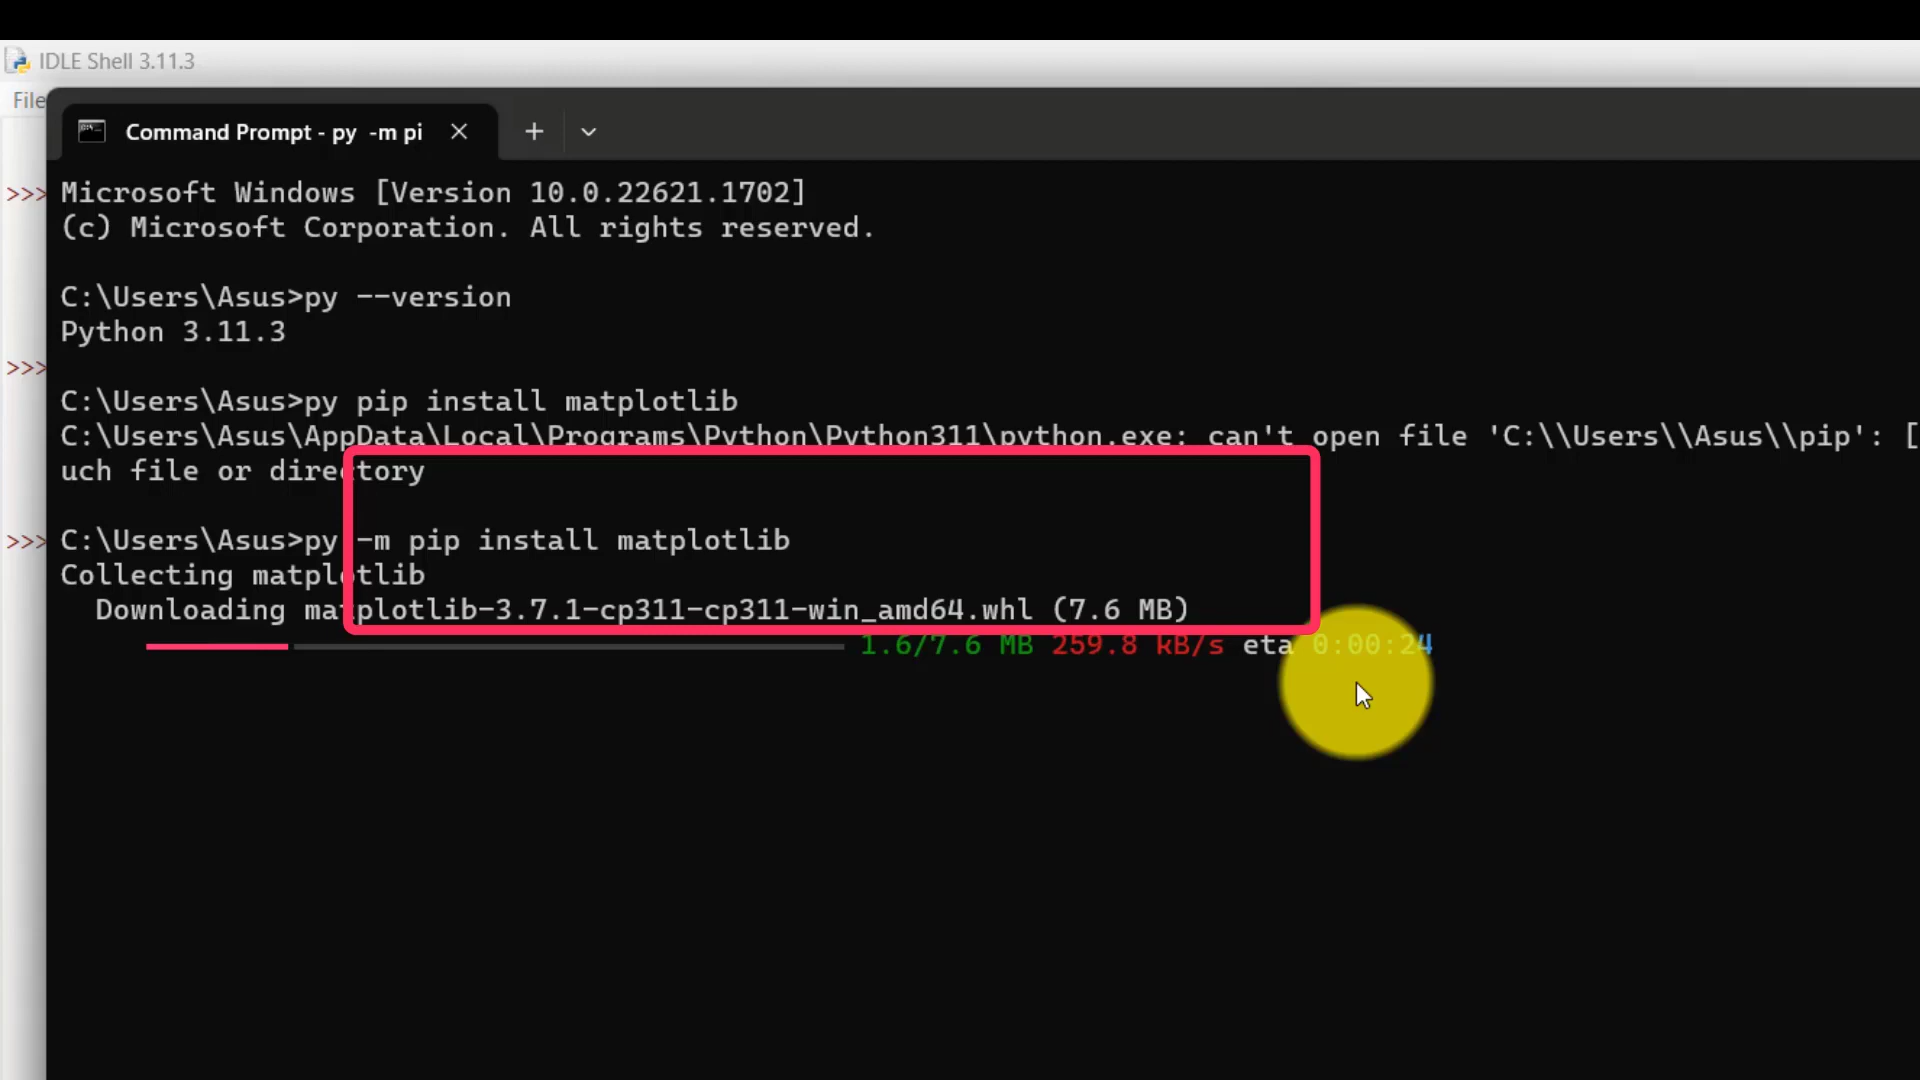 IDLE Shell 3.11.3
File
Command Prompt - py -m pi
>>>
Microsoft Windows [Version 10.0.22621.1702]
(c) Microsoft Corporation. All rights reserved.
C:\Users\Asus>py --version
Python 3.11.3
>>>
C:\Users\Asus>py pip install matplotlib
C:\Users\Asus\AppData\Local\Programs\Python\Python311\python.exe: can't open file 'C:\\Users\\Asus\\pip': [
uch file or directory
>>>
C:\Users\Asus>py -m pip install matplotlib
Collecting matplotlib
Downloading matplotlib-3.7.1-cp311-cp311-win_amd64.whl (7.6 MB)
1.6/7.6 MB 259.8 kB/s eta 0:00:24